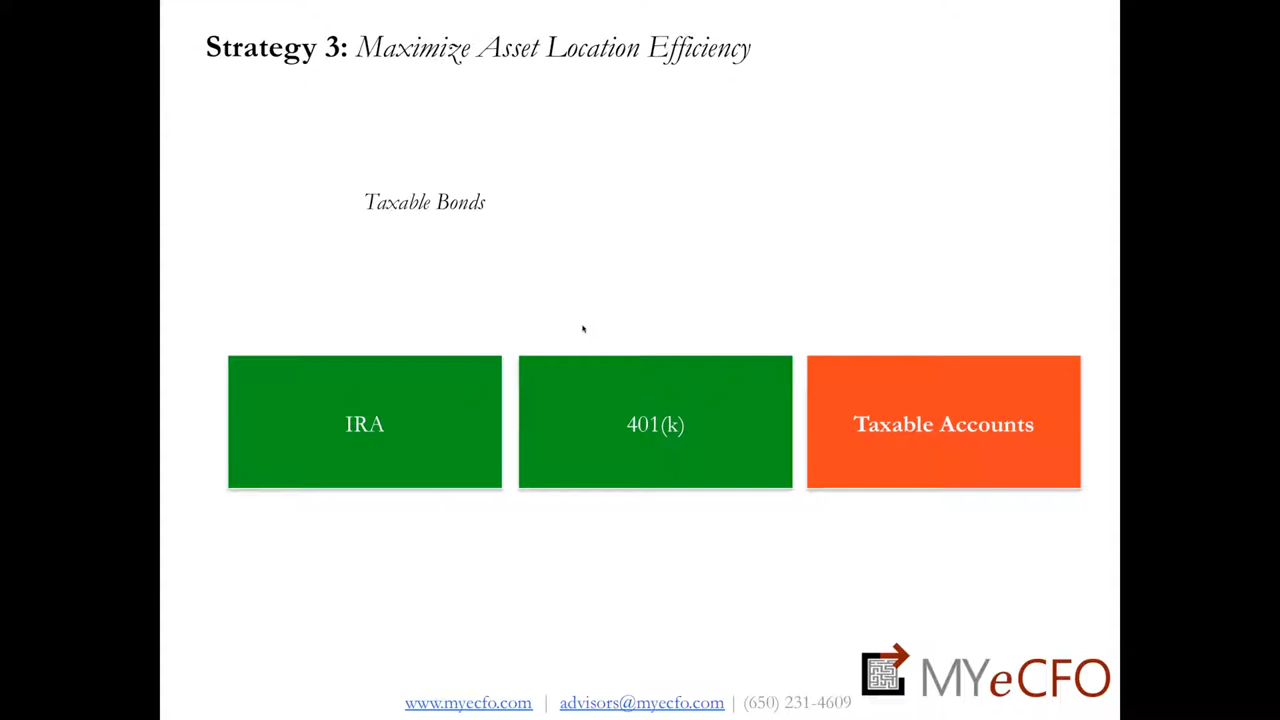 Strategy 3: Maximize Asset Location Efficiency
Taxable Bonds
IRA
401(k)
Taxable Accounts
MYeCFO
www.myecfo.com | advisors@myecfo.com | (650) 231-4609